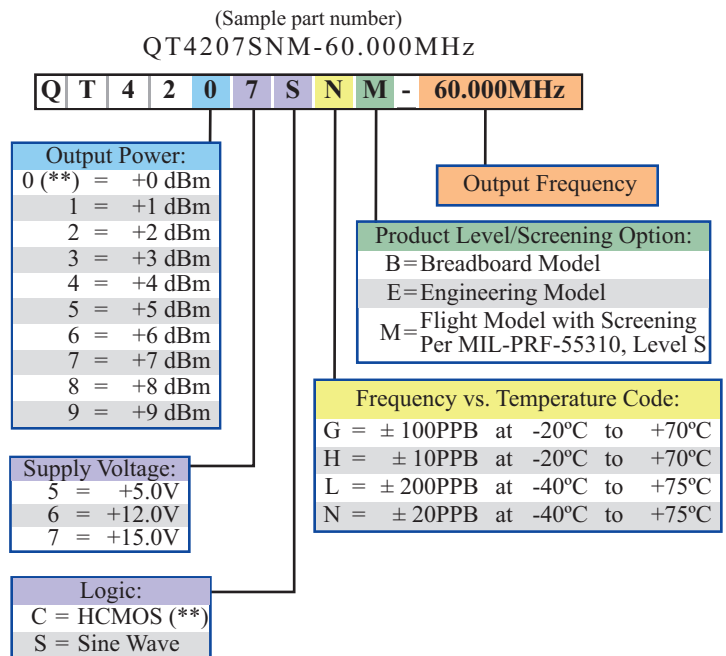 (Sample part number)
QT4207SNM-60.000MHz
Q T 4 2 0 7 S N M - 60.000MHz
Output Power:
0 (**) = +0 dBm
1 = +1 dBm
2 = +2 dBm
3 = +3 dBm
4 = +4 dBm
5 = +5 dBm
6 = +6 dBm
7 = +7 dBm
8 = +8 dBm
9 = +9 dBm
Output Frequency
Product Level/Screening Option:
B=Breadboard Model
E=Engineering Model
M=Flight Model with Screening
Per MIL-PRF-55310, Level S
Frequency vs. Temperature Code:
G = ± 100PPB at -20ºC to +70ºC
H = ± 10PPB at -20ºC to +70ºC
L = ± 200PPB at -40ºC to +75ºC
N = ± 20PPB at -40ºC to +75ºC
Supply Voltage:
5 = +5.0V
6 = +12.0V
7 = +15.0V
Logic:
C = HCMOS (**)
S = Sine Wave